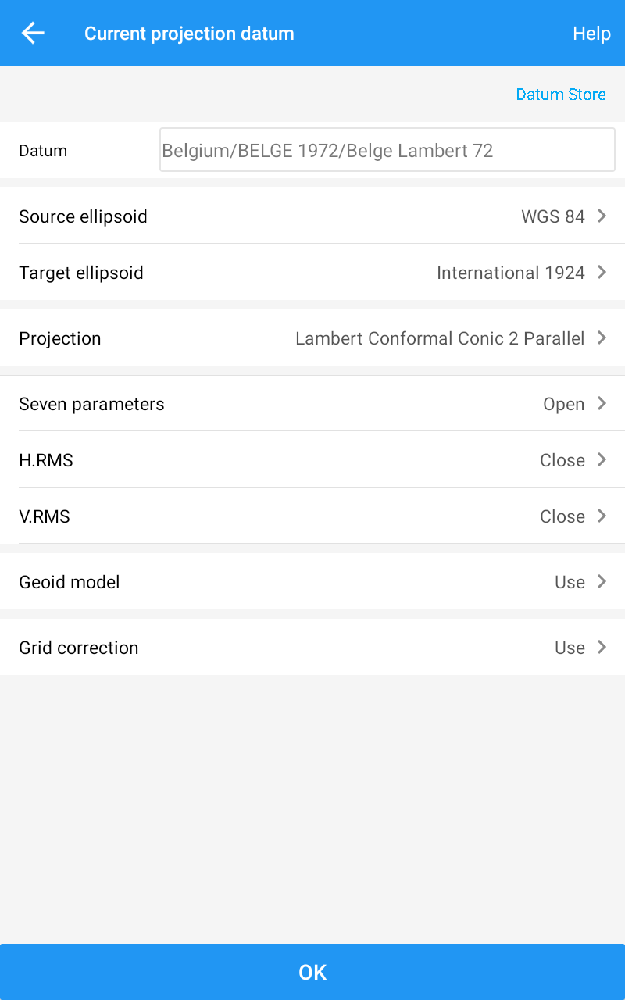 Current projection datum Help
Datum Store
Datum Belgium/BELGE 1972/Belge Lambert 72
Source ellipsoid WGS 84
Target ellipsoid International 1924
Projection Lambert Conformal Conic 2 Parallel
Seven parameters Open
H.RMS Close
V.RMS Close
Geoid model Use
Grid correction Use
OK